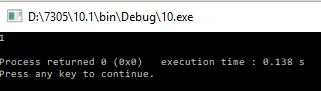 D:\7305\10.1\bin\Debug\10.exe
1
Process returned 0 (0x0)   execution time : 0.138 s
Press any key to continue.